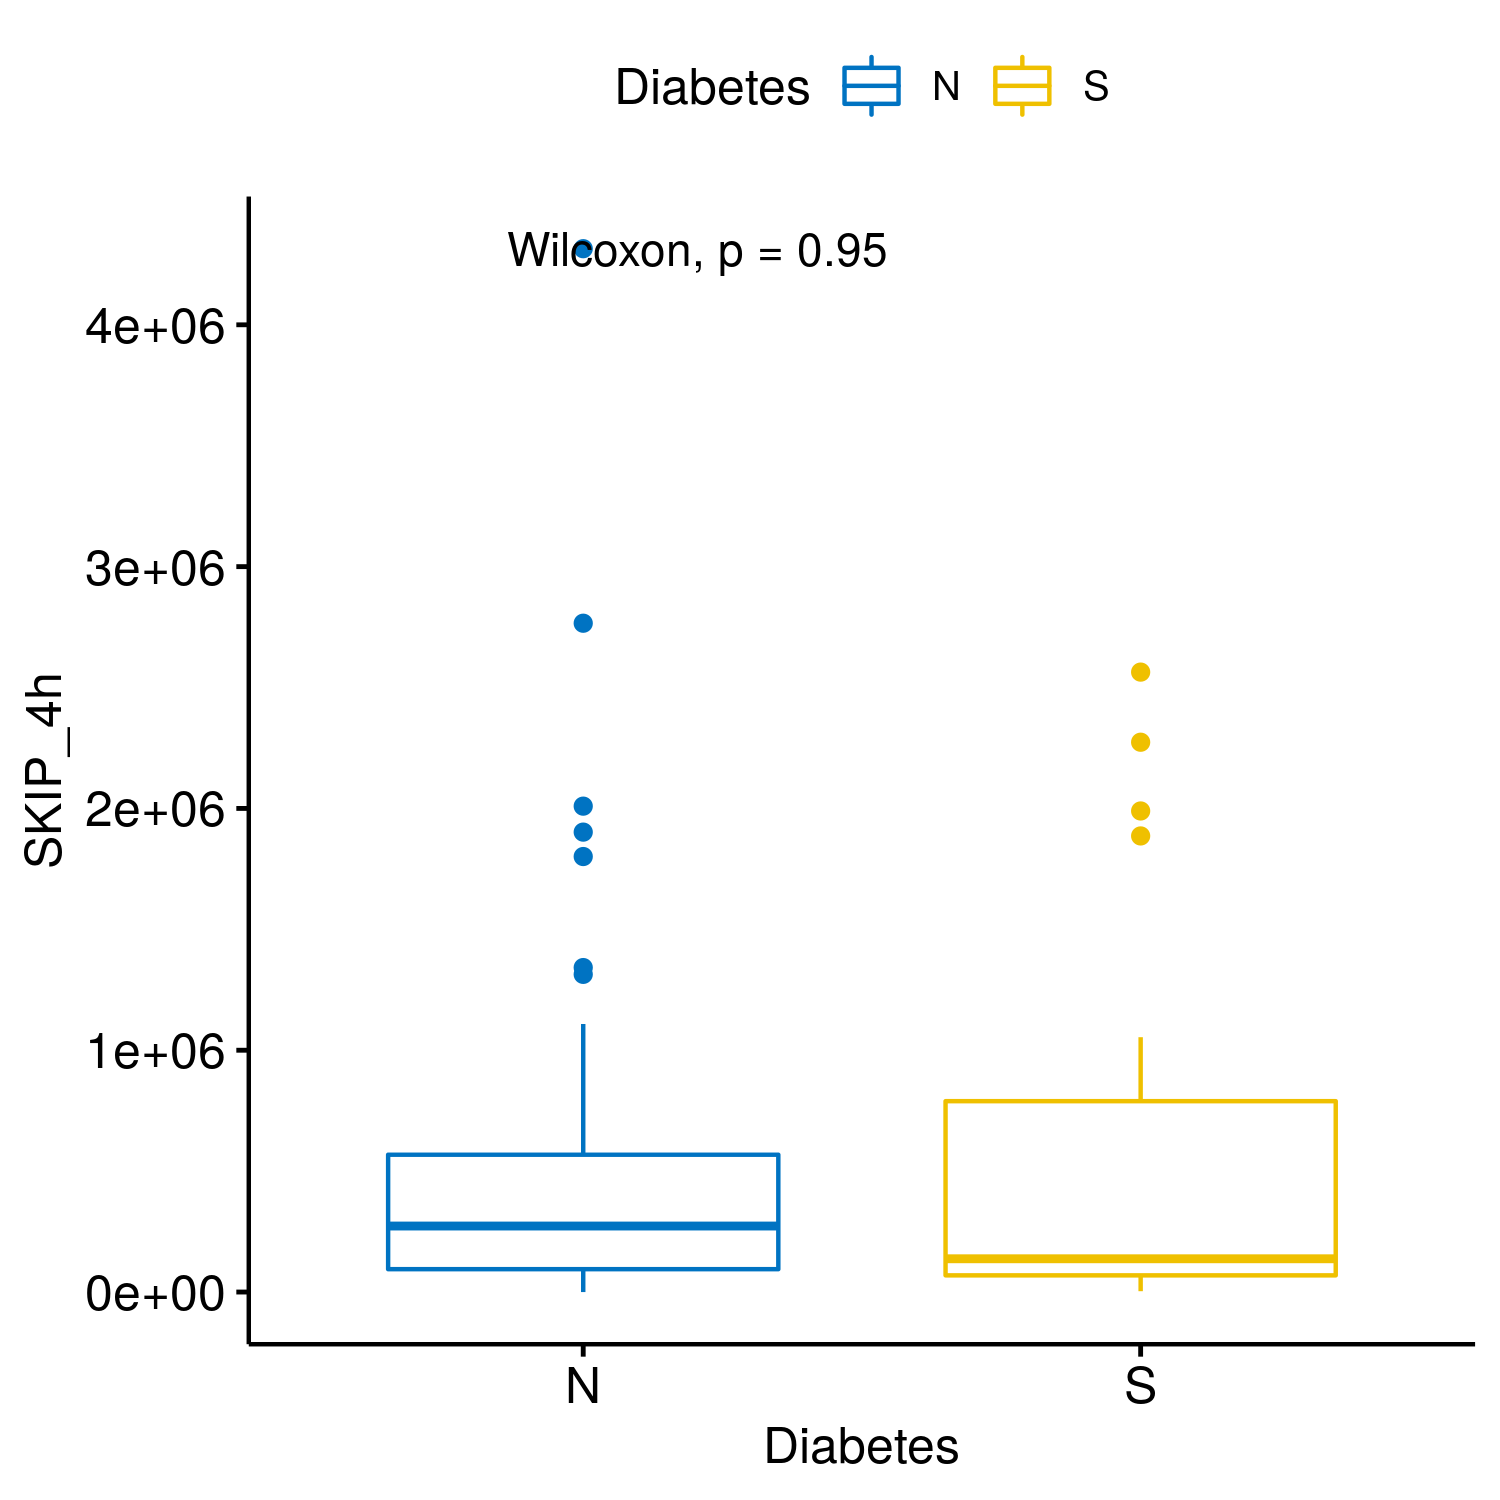 Diabetes N S
Wilcoxon, p = 0.95
4e+06
3e+06
2e+06
1e+06
0e+00
SKIP_4h
N S
Diabetes